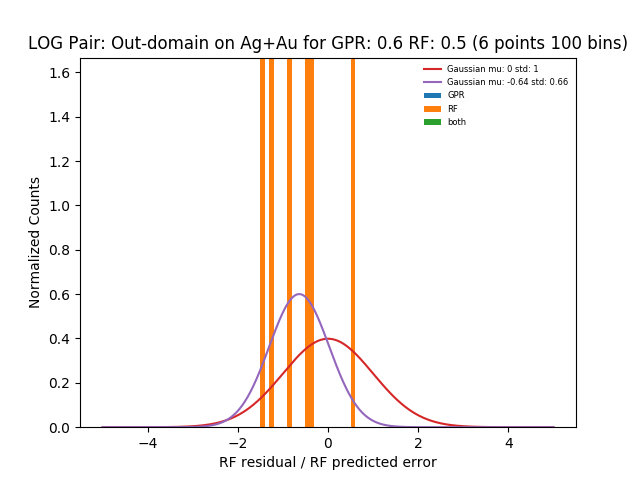 LOG Pair: Out-domain on Ag+Au for GPR: 0.6 RF: 0.5 (6 points 100 bins)
Gaussian mu: 0 std: 1
Gaussian mu: -0.64 std: 0.66
GPR
RF
both
Normalized Counts
1.6
1.4
1.2
1.0
0.8
0.6
0.4
0.2
0.0
−4
−2
0
2
4
RF residual / RF predicted error